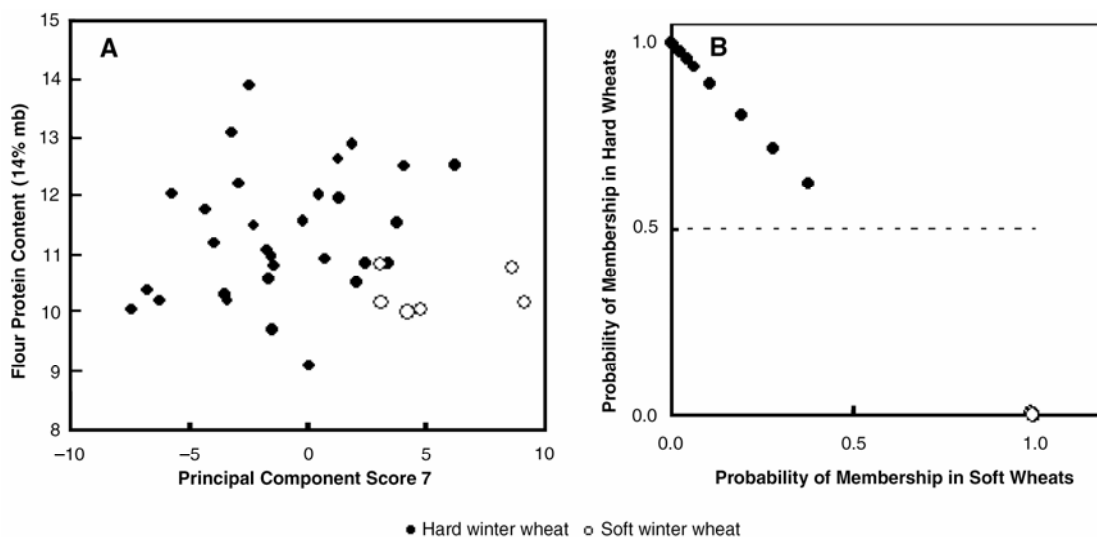 A
15
14
13
12
11
10
9
8
Flour Protein Content (14% mb)
–10
–5
0
5
10
Principal Component Score 7
B
1.0
0.5
0.0
Probability of Membership in Hard Wheats
0.0
0.5
1.0
Probability of Membership in Soft Wheats
Hard winter wheat
Soft winter wheat